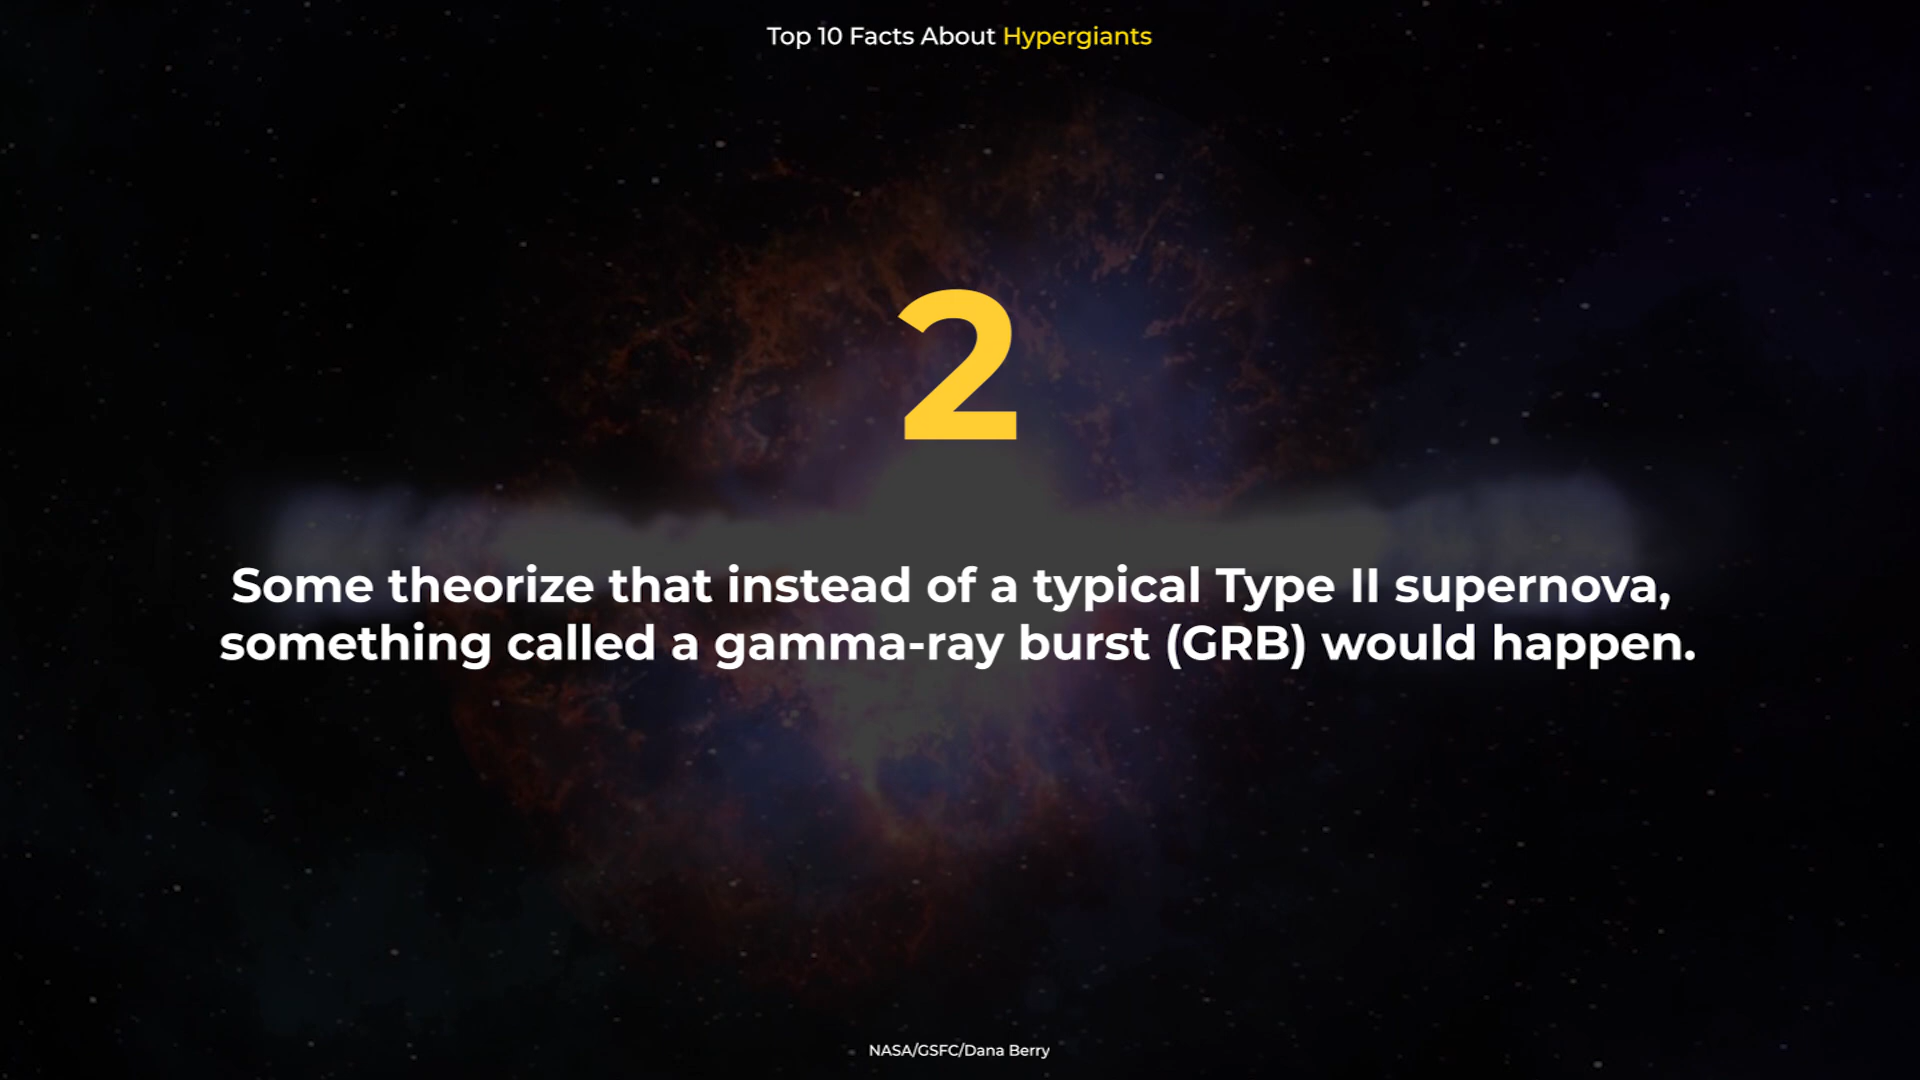 Top 10 Facts About Hypergiants
2
Some theorize that instead of a typical Type II supernova,
something called a gamma-ray burst (GRB) would happen.
NASA/GSFC/Dana Berry